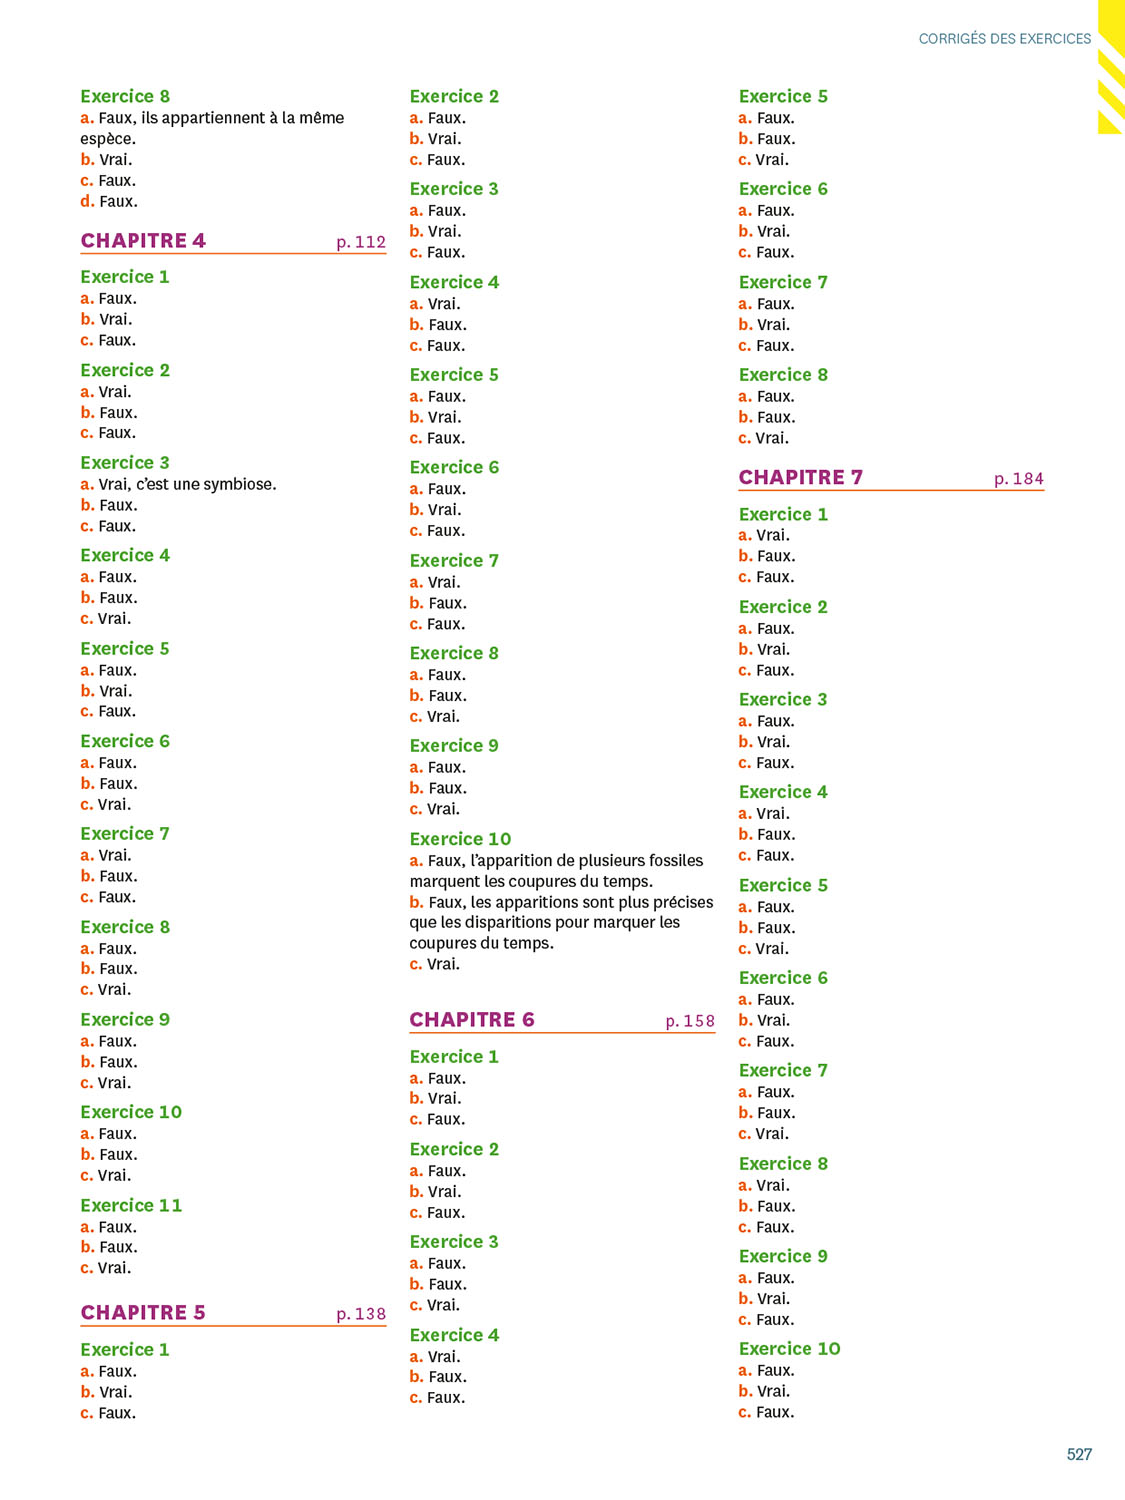 CORRIGÉS DES EXERCICES
Exercice 8
a. Faux, ils appartiennent à la même
espèce.
b. Vrai.
c. Faux.
d. Faux.
CHAPITRE 4 p. 112
Exercice 1
a. Faux.
b. Vrai.
c. Faux.
Exercice 2
a. Vrai.
b. Faux.
c. Faux.
Exercice 3
a. Vrai, c’est une symbiose.
b. Faux.
c. Faux.
Exercice 4
a. Faux.
b. Faux.
c. Vrai.
Exercice 5
a. Faux.
b. Vrai.
c. Faux.
Exercice 6
a. Faux.
b. Faux.
c. Vrai.
Exercice 7
a. Vrai.
b. Faux.
c. Faux.
Exercice 8
a. Faux.
b. Faux.
c. Vrai.
Exercice 9
a. Faux.
b. Faux.
c. Vrai.
Exercice 10
a. Faux.
b. Faux.
c. Vrai.
Exercice 11
a. Faux.
b. Faux.
c. Vrai.
CHAPITRE 5 p. 138
Exercice 1
a. Faux.
b. Vrai.
c. Faux.
Exercice 2
a. Faux.
b. Vrai.
c. Faux.
Exercice 3
a. Faux.
b. Vrai.
c. Faux.
Exercice 4
a. Vrai.
b. Faux.
c. Faux.
Exercice 5
a. Faux.
b. Vrai.
c. Faux.
Exercice 6
a. Faux.
b. Vrai.
c. Faux.
Exercice 7
a. Vrai.
b. Faux.
c. Faux.
Exercice 8
a. Faux.
b. Faux.
c. Vrai.
Exercice 9
a. Faux.
b. Faux.
c. Vrai.
Exercice 10
a. Faux, l’apparition de plusieurs fossiles
marquent les coupures du temps.
b. Faux, les apparitions sont plus précises
que les disparitions pour marquer les
coupures du temps.
c. Vrai.
CHAPITRE 6 p. 158
Exercice 1
a. Faux.
b. Vrai.
c. Faux.
Exercice 2
a. Faux.
b. Vrai.
c. Faux.
Exercice 3
a. Faux.
b. Faux.
c. Vrai.
Exercice 4
a. Vrai.
b. Faux.
c. Faux.
Exercice 5
a. Faux.
b. Faux.
c. Vrai.
Exercice 6
a. Faux.
b. Vrai.
c. Faux.
Exercice 7
a. Faux.
b. Vrai.
c. Faux.
Exercice 8
a. Faux.
b. Faux.
c. Vrai.
CHAPITRE 7 p. 184
Exercice 1
a. Vrai.
b. Faux.
c. Faux.
Exercice 2
a. Faux.
b. Vrai.
c. Faux.
Exercice 3
a. Faux.
b. Vrai.
c. Faux.
Exercice 4
a. Vrai.
b. Faux.
c. Faux.
Exercice 5
a. Faux.
b. Faux.
c. Vrai.
Exercice 6
a. Faux.
b. Vrai.
c. Faux.
Exercice 7
a. Faux.
b. Faux.
c. Vrai.
Exercice 8
a. Vrai.
b. Faux.
c. Faux.
Exercice 9
a. Faux.
b. Vrai.
c. Faux.
Exercice 10
a. Faux.
b. Vrai.
c. Faux.
527